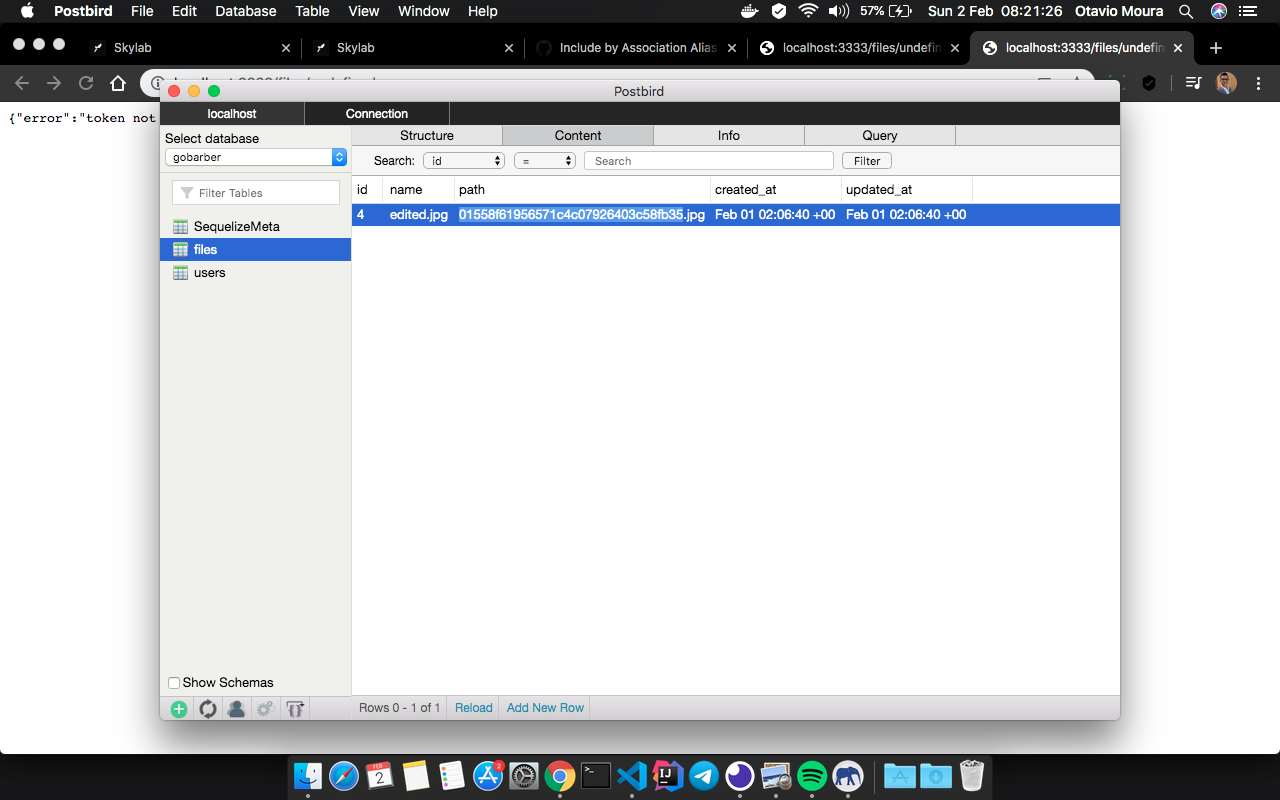 Postbird File Edit Database Table View Window Help 57% Sun 2 Feb 08:21:26 Otavio Moura
Skylab Skylab Include by Association Alias localhost:3333/files/undefin localhost:3333/files/undefin
Postbird
{"error":"token not
localhost Connection
Select database
gobarber
Filter Tables
SequelizeMeta
files
users
Show Schemas
Structure Content Info Query
Search: id = Search Filter
id name path created_at updated_at
4 edited.jpg 01558f61956571c4c07926403c58fb35.jpg Feb 01 02:06:40 +00 Feb 01 02:06:40 +00
Rows 0 - 1 of 1 Reload Add New Row
FEB
2
2
IJ